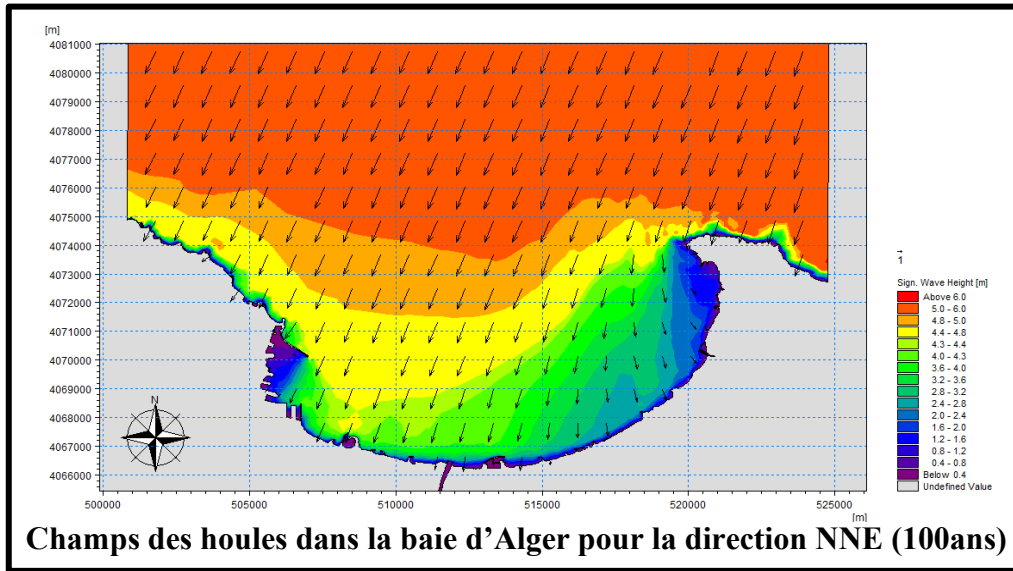 [m]
4081000
4080000
4079000
4078000
4077000
4076000
4075000
4074000
4073000
4072000
4071000
4070000
4069000
4068000
4067000
4066000
500000 505000 510000 515000 520000 525000
[m]
N
1
Sign. Wave Height [m]
Above 6.0
5.0 - 6.0
4.8 - 5.0
4.4 - 4.8
4.3 - 4.4
4.0 - 4.3
3.6 - 4.0
3.2 - 3.6
2.8 - 3.2
2.4 - 2.8
2.0 - 2.4
1.6 - 2.0
1.2 - 1.6
0.8 - 1.2
0.4 - 0.8
Below 0.4
Undefined Value
Champs des houles dans la baie d’Alger pour la direction NNE (100ans)